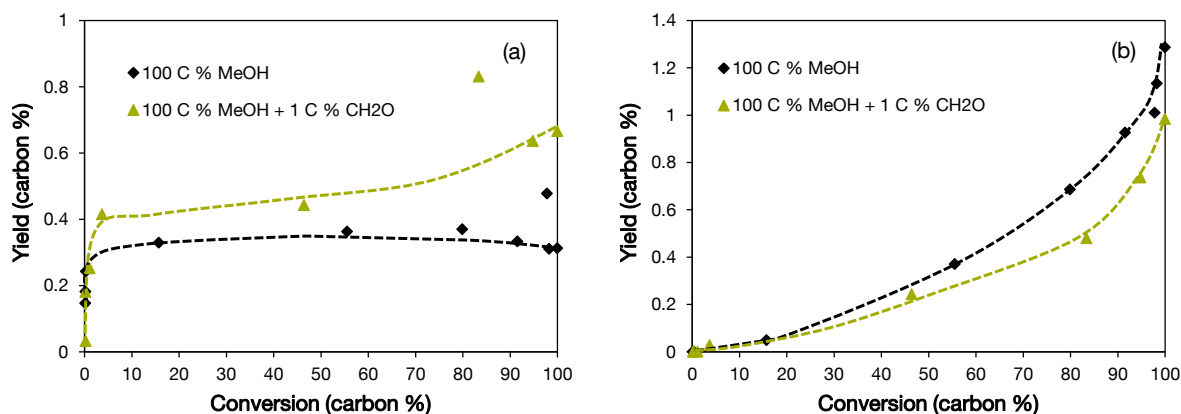 1
0.8
0.6
0.4
0.2
0
Yield (carbon %)
(a)
100 C % MeOH
100 C % MeOH + 1 C % CH2O
0 10 20 30 40 50 60 70 80 90 100
Conversion (carbon %)
1.4
1.2
1
0.8
0.6
0.4
0.2
0
Yield (carbon %)
(b)
100 C % MeOH
100 C % MeOH + 1 C % CH2O
0 10 20 30 40 50 60 70 80 90 100
Conversion (carbon %)